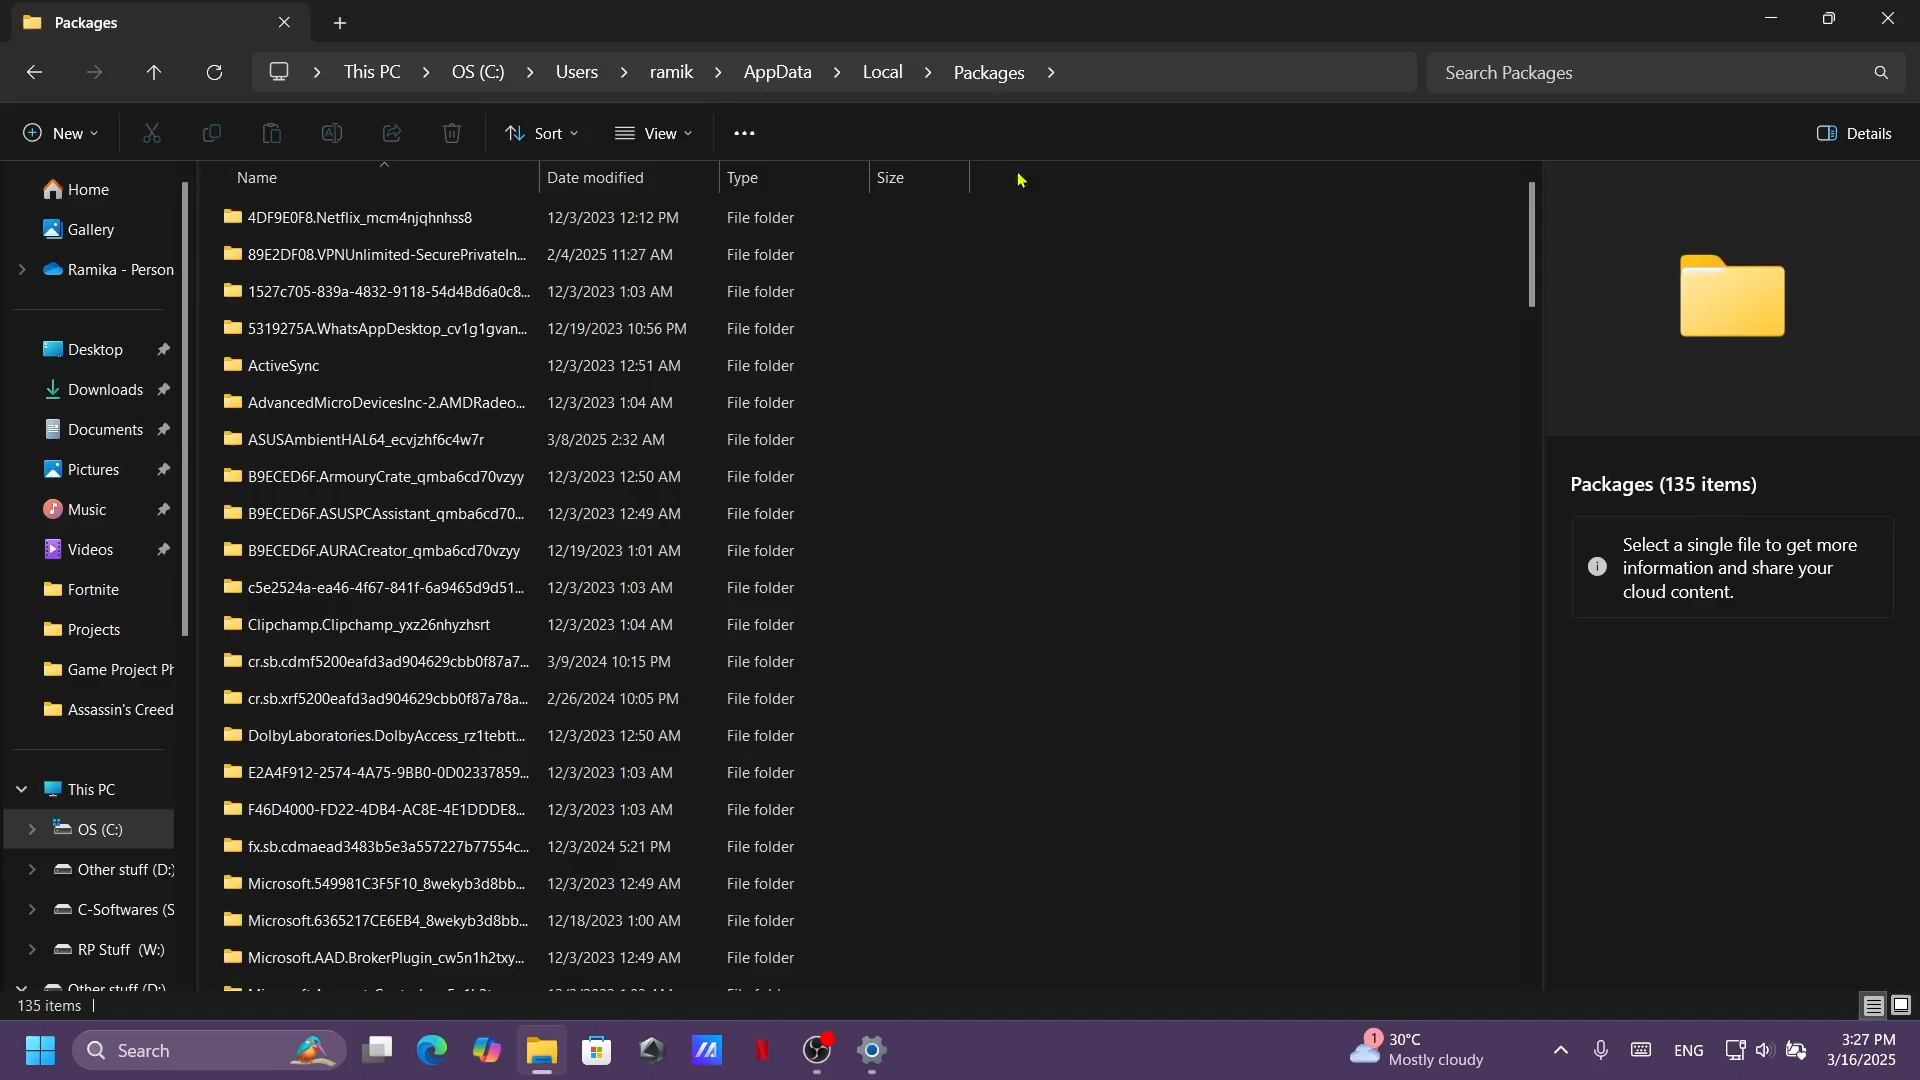 Packages
This PC > OS (C:) > Users > ramik > AppData > Local > Packages >
Search Packages
New
Sort
View
Details
Home
Gallery
Ramika - Person
Desktop
Downloads
Documents
Pictures
Music
Videos
Fortnite
Projects
Game Project Ph
Assassin's Creed
This PC
OS (C:)
Other stuff (D:)
C-Softwares (S
RP Stuff (W:)
Other stuff (D:)
Name Date modified Type Size
4DF9E0F8.Netflix_mcm4njqhnhss8 12/3/2023 12:12 PM File folder
89E2DF08.VPNUnlimited-SecurePrivateIn... 2/4/2025 11:27 AM File folder
1527c705-839a-4832-9118-54d4Bd6a0c8... 12/3/2023 1:03 AM File folder
5319275A.WhatsAppDesktop_cv1g1gvan... 12/19/2023 10:56 PM File folder
ActiveSync 12/3/2023 12:51 AM File folder
AdvancedMicroDevicesInc-2.AMDRadeo... 12/3/2023 1:04 AM File folder
ASUSAmbientHAL64_ecvjzhf6c4w7r 3/8/2025 2:32 AM File folder
B9ECED6F.ArmouryCrate_qmba6cd70vzyy 12/3/2023 12:50 AM File folder
B9ECED6F.ASUSPCAssistant_qmba6cd70... 12/3/2023 12:49 AM File folder
B9ECED6F.AURACreator_qmba6cd70vzyy 12/19/2023 1:01 AM File folder
c5e2524a-ea46-4f67-841f-6a9465d9d51... 12/3/2023 1:03 AM File folder
Clipchamp.Clipchamp_yxz26nhyzhsrt 12/3/2023 1:04 AM File folder
cr.sb.cdmf5200eafd3ad904629cbb0f87a7... 3/9/2024 10:15 PM File folder
cr.sb.xrf5200eafd3ad904629cbb0f87a78a... 2/26/2024 10:05 PM File folder
DolbyLaboratories.DolbyAccess_rz1tebtt... 12/3/2023 12:50 AM File folder
E2A4F912-2574-4A75-9BB0-0D02337859... 12/3/2023 1:03 AM File folder
F46D4000-FD22-4DB4-AC8E-4E1DDDE8... 12/3/2023 1:03 AM File folder
fx.sb.cdmaead3483b5e3a557227b77554c... 12/3/2024 5:21 PM File folder
Microsoft.549981C3F5F10_8wekyb3d8bb... 12/3/2023 12:49 AM File folder
Microsoft.6365217CE6EB4_8wekyb3d8bb... 12/18/2023 1:00 AM File folder
Microsoft.AAD.BrokerPlugin_cw5n1h2txy... 12/3/2023 12:49 AM File folder
Packages (135 items)
Select a single file to get more
information and share your
cloud content.
135 items
Search
1
30°C
Mostly cloudy
ENG
3:27 PM
3/16/2025